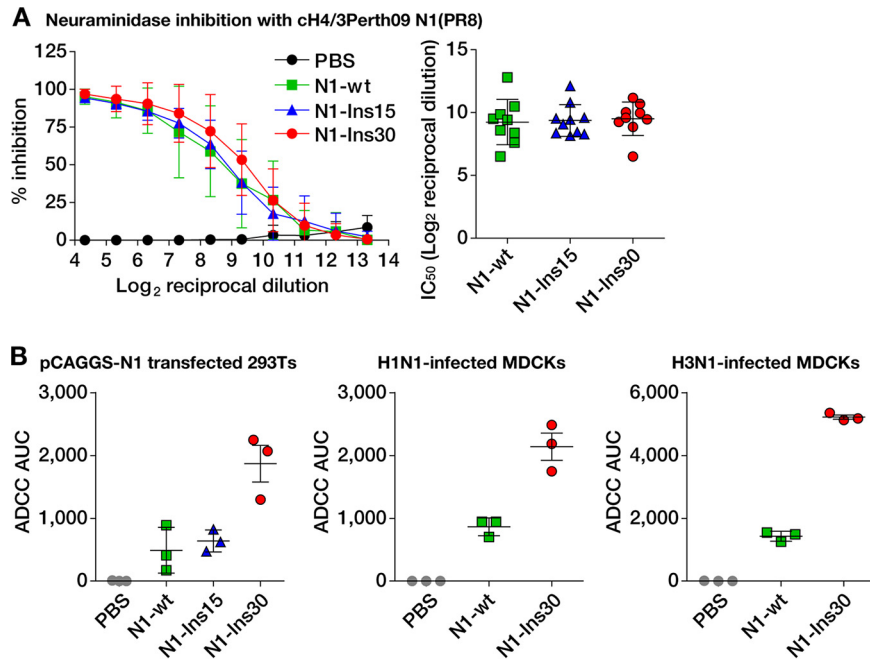 A Neuraminidase inhibition with cH4/3Perth09 N1(PR8)
% inhibition
125
100
75
50
25
0
4 5 6 7 8 9 10 11 12 13 14
Log2 reciprocal dilution
PBS
N1-wt
N1-Ins15
N1-Ins30
IC50 (Log2 reciprocal dilution)
15
10
5
0
N1-wt N1-Ins15 N1-Ins30
B pCAGGS-N1 transfected 293Ts
ADCC AUC
3,000
2,000
1,000
0
PBS N1-wt N1-Ins15 N1-Ins30
H1N1-infected MDCKs
ADCC AUC
3,000
2,000
1,000
0
PBS N1-wt N1-Ins30
H3N1-infected MDCKs
ADCC AUC
6,000
4,000
2,000
0
PBS N1-wt N1-Ins30